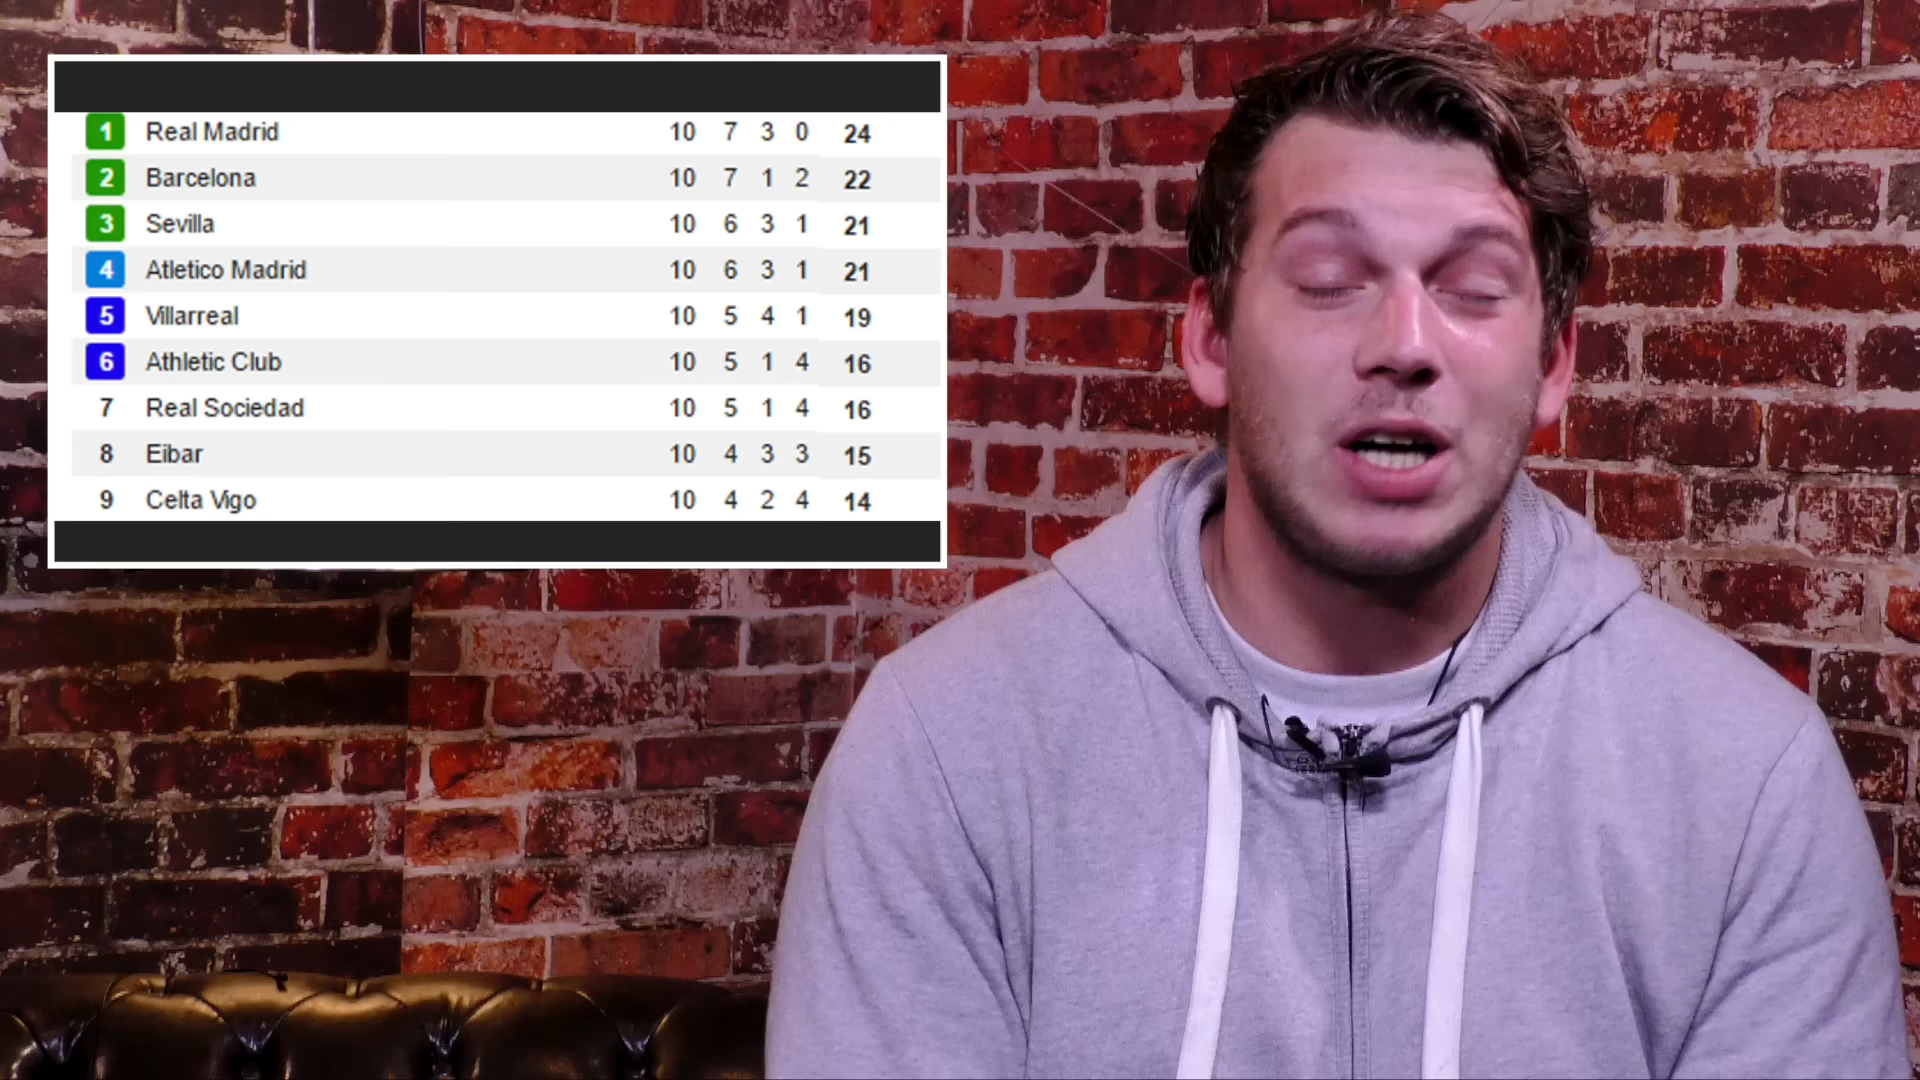 1 Real Madrid 10 7 3 0 24
2 Barcelona 10 7 1 2 22
3 Sevilla 10 6 3 1 21
4 Atletico Madrid 10 6 3 1 21
5 Villarreal 10 5 4 1 19
6 Athletic Club 10 5 1 4 16
7 Real Sociedad 10 5 1 4 16
8 Eibar 10 4 3 3 15
9 Celta Vigo 10 4 2 4 14